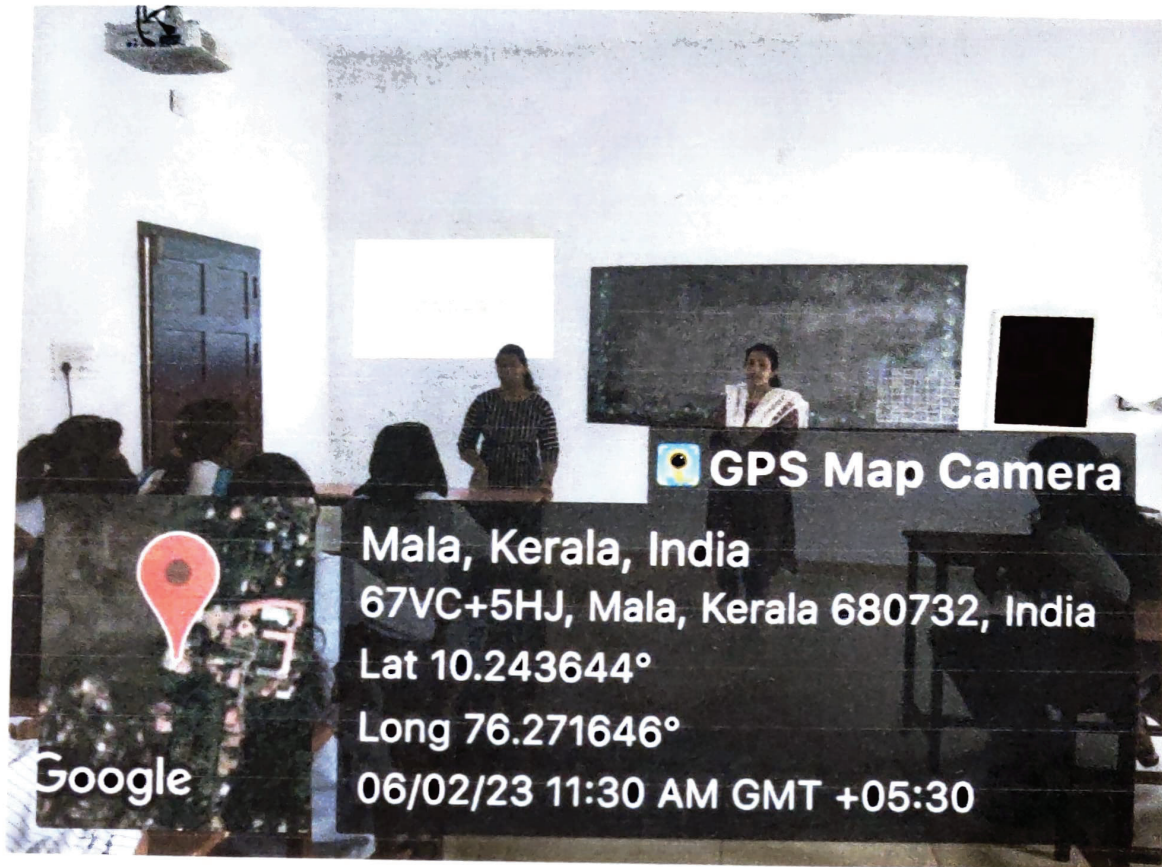 GPS Map Camera
Mala, Kerala, India
67VC+5HJ, Mala, Kerala 680732, India
Lat 10.243644°
Long 76.271646°
06/02/23 11:30 AM GMT +05:30
Google